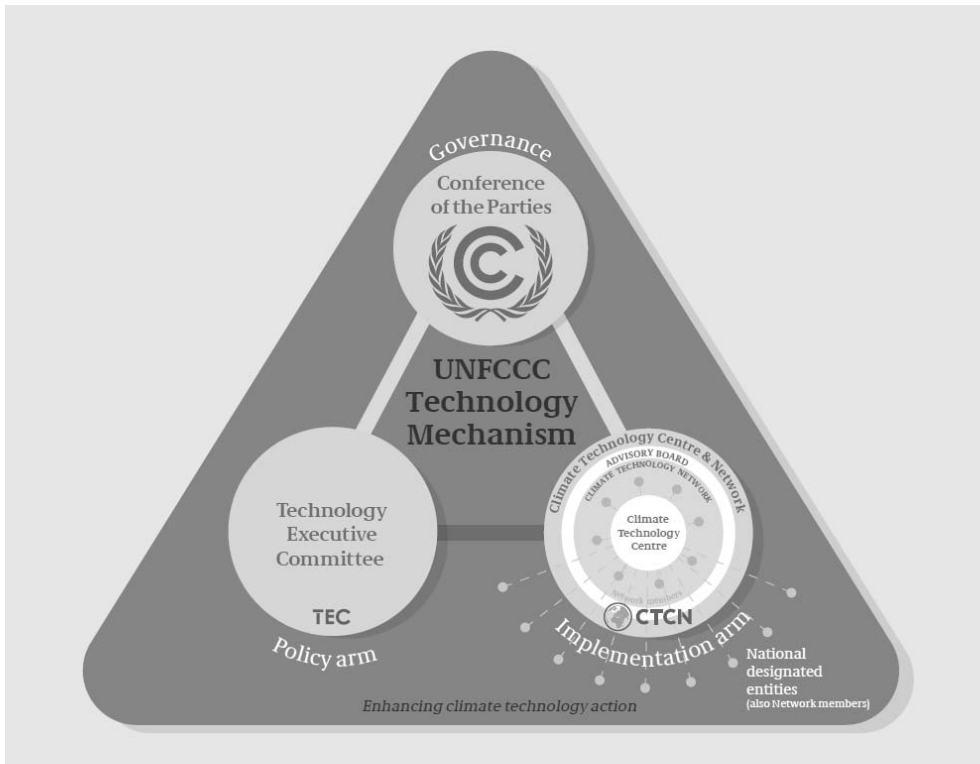 Governance
Conference
of the Parties
UNFCCC
Technology
Mechanism
Technology
Executive
Committee
TEC
Policy arm
Climate Technology Centre & Network
ADVISORY BOARD
CLIMATE TECHNOLOGY NETWORK
Climate
Technology
Centre
network members
CTCN
Implementation arm
National
designated
entities
(also Network members)
Enhancing climate technology action